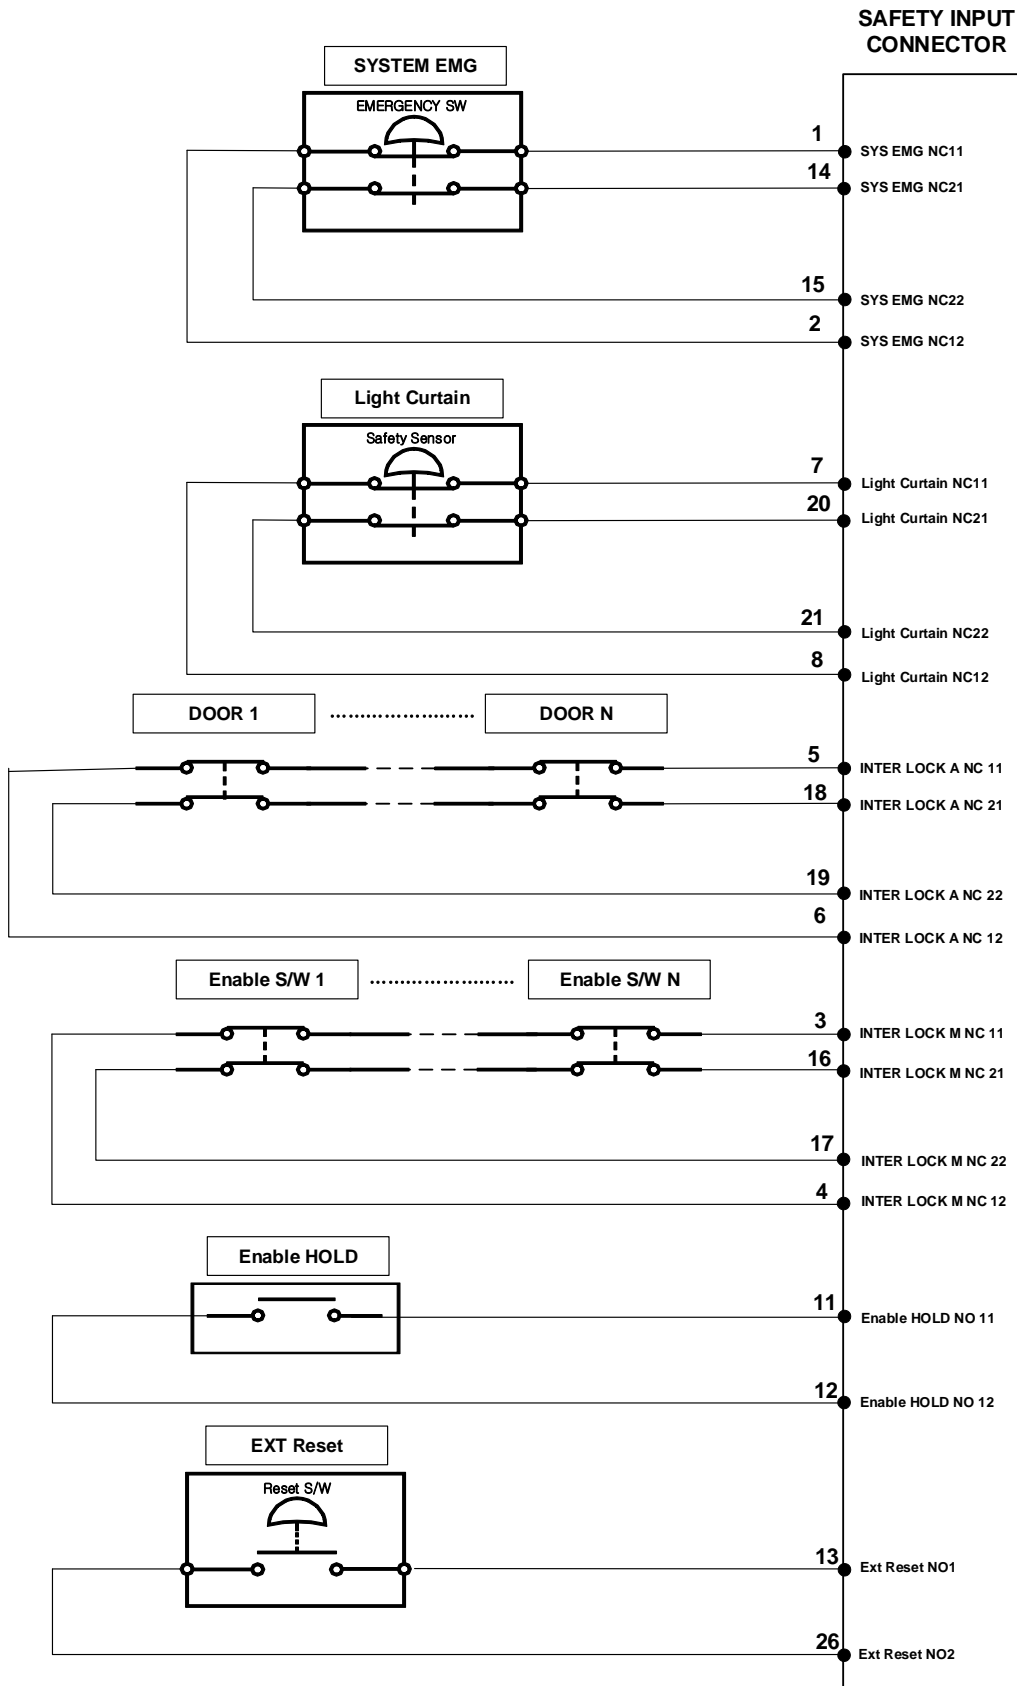 SAFETY INPUT
CONNECTOR
SYSTEM EMG
EMERGENCY SW
1
SYS EMG NC11
14
SYS EMG NC21
15
SYS EMG NC22
2
SYS EMG NC12
Light Curtain
Safety Sensor
7
Light Curtain NC11
20
Light Curtain NC21
21
Light Curtain NC22
8
Light Curtain NC12
DOOR 1 ........................ DOOR N
5
INTER LOCK A NC 11
18
INTER LOCK A NC 21
19
INTER LOCK A NC 22
6
INTER LOCK A NC 12
Enable S/W 1 ........................ Enable S/W N
3
INTER LOCK M NC 11
16
INTER LOCK M NC 21
17
INTER LOCK M NC 22
4
INTER LOCK M NC 12
Enable HOLD
11
Enable HOLD NO 11
12
Enable HOLD NO 12
EXT Reset
Reset S/W
13
Ext Reset NO1
26
Ext Reset NO2